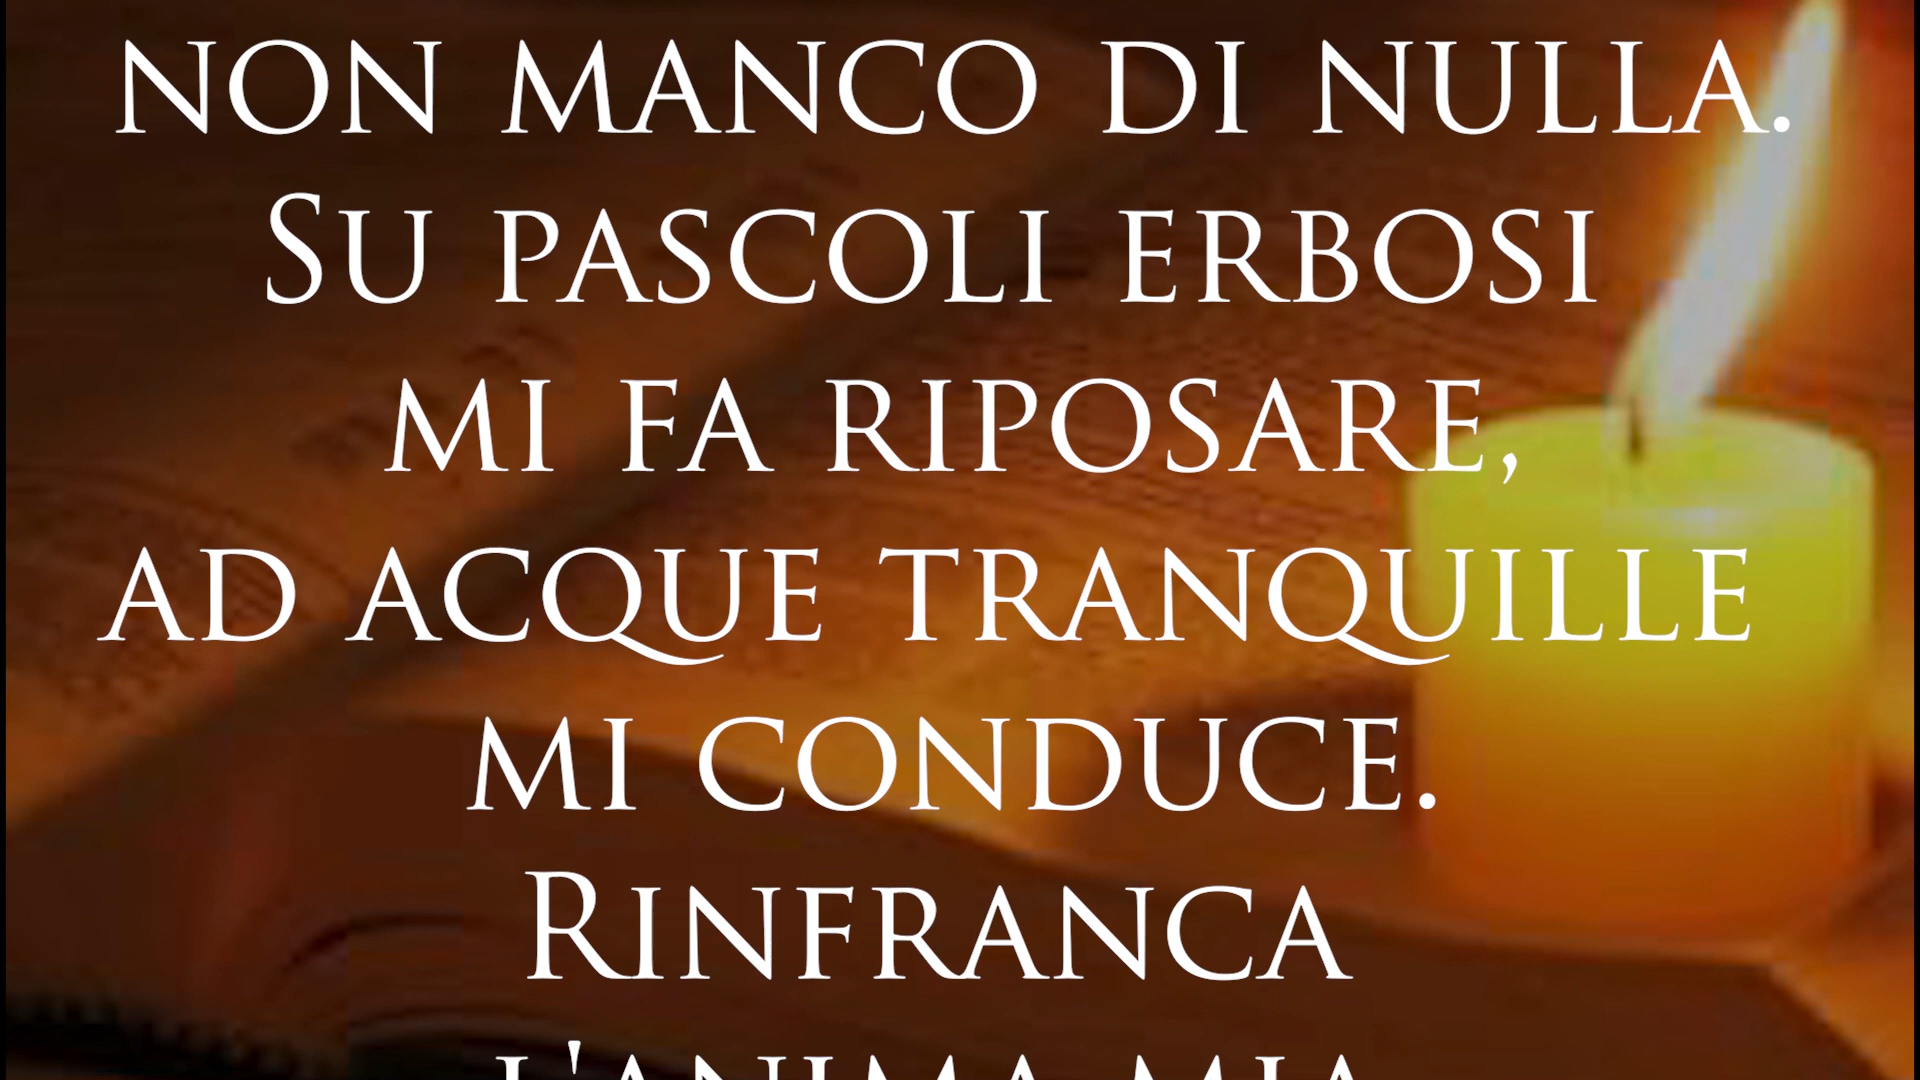 NON MANCO DI NULLA.
SU PASCOLI ERBOSI
MI FA RIPOSARE,
AD ACQUE TRANQUILLE
MI CONDUCE.
RINFRANCA
L'ANIMA MIA